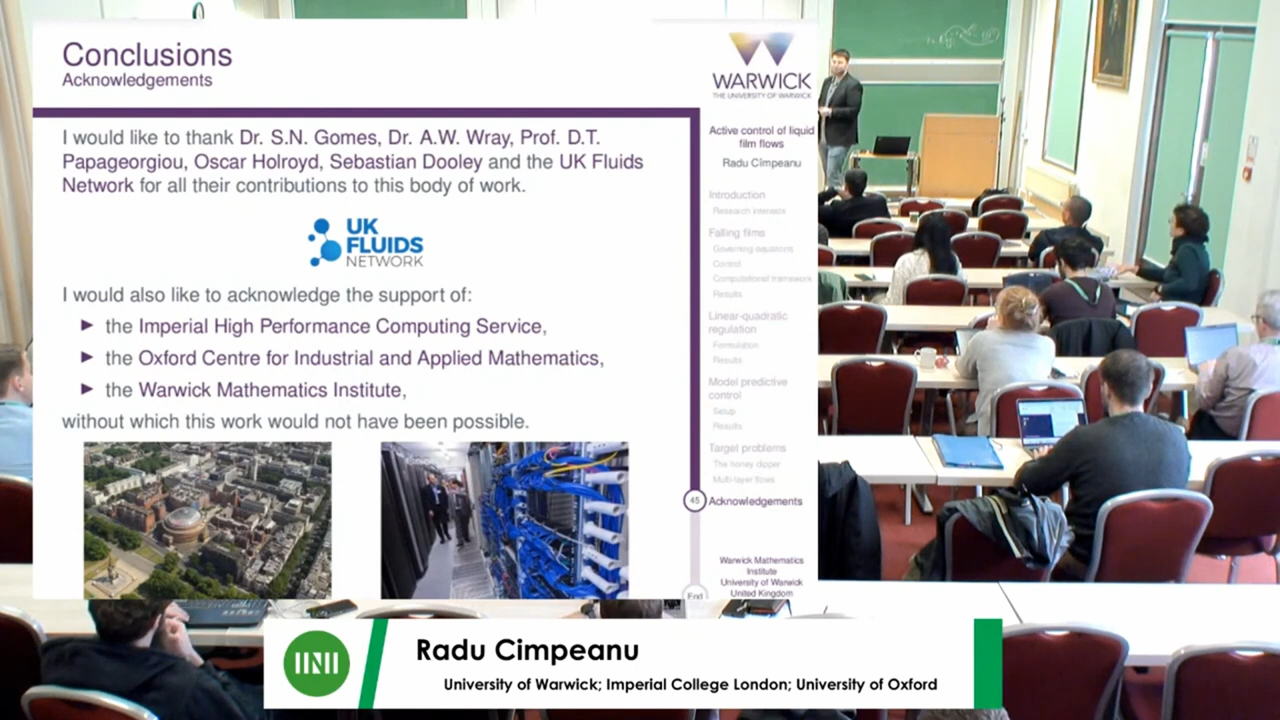 Conclusions
Acknowledgements
I would like to thank Dr. S.N. Gomes, Dr. A.W. Wray, Prof. D.T.
Papageorgiou, Oscar Holroyd, Sebastian Dooley and the UK Fluids
Network for all their contributions to this body of work.
UK
FLUIDS
NETWORK
I would also like to acknowledge the support of:
the Imperial High Performance Computing Service,
the Oxford Centre for Industrial and Applied Mathematics,
the Warwick Mathematics Institute,
without which this work would not have been possible.
WARWICK
THE UNIVERSITY OF WARWICK
Active control of liquid
film flows
Radu Cîmpeanu
Introduction
Research interests
Falling films
Governing equations
Control
Computational framework
Results
Linear-quadratic
regulation
Formulation
Results
Model predictive
control
Setup
Results
Target problems
The honey dipper
Multi-layer flows
45
Acknowledgements
Warwick Mathematics
Institute
University of Warwick
United Kingdom
End
Radu Cimpeanu
University of Warwick; Imperial College London; University of Oxford